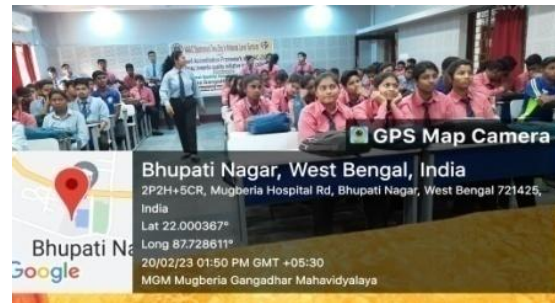 GPS Map Camera
Bhupati Nagar, West Bengal, India
2P2H+5CR, Mugberia Hospital Rd, Bhupati Nagar, West Bengal 721425,
India
Lat 22.000367°
Long 87.728611°
20/02/23 01:50 PM GMT +05:30
MGM Mugberia Gangadhar Mahavidyalaya
Bhupati Na
Google